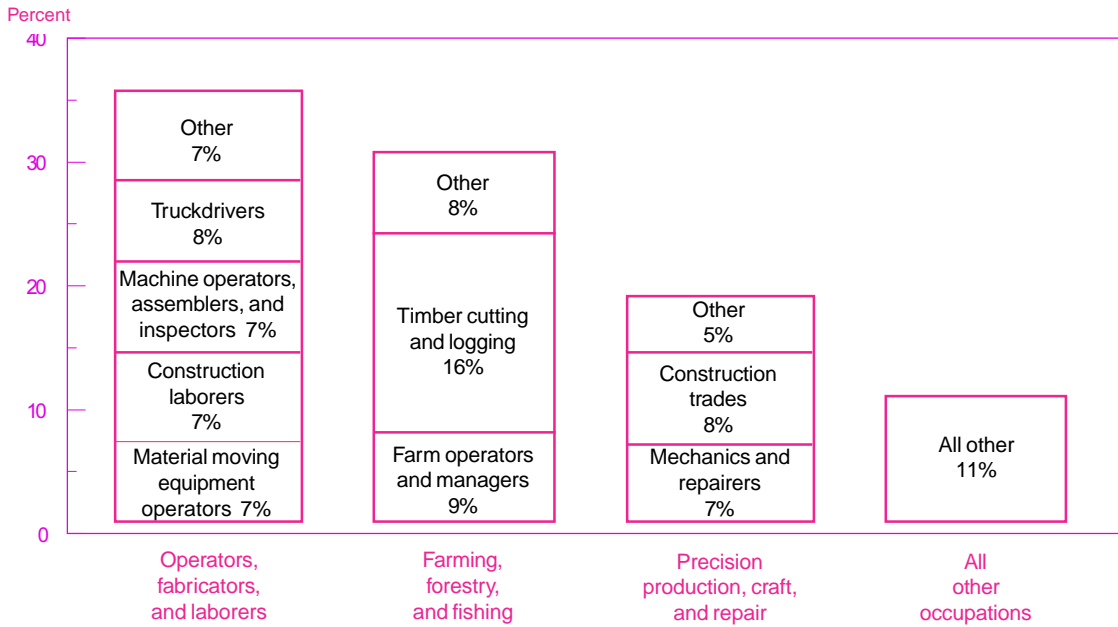 Percent
40
30
20
10
0
Other
7%
Truckdrivers
8%
Machine operators,
assemblers, and
inspectors 7%
Construction
laborers
7%
Material moving
equipment
operators 7%
Other
8%
Timber cutting
and logging
16%
Farm operators
and managers
9%
Other
5%
Construction
trades
8%
Mechanics and
repairers
7%
All other
11%
Operators,
fabricators,
and laborers
Farming,
forestry,
and fishing
Precision
production, craft,
and repair
All
other
occupations